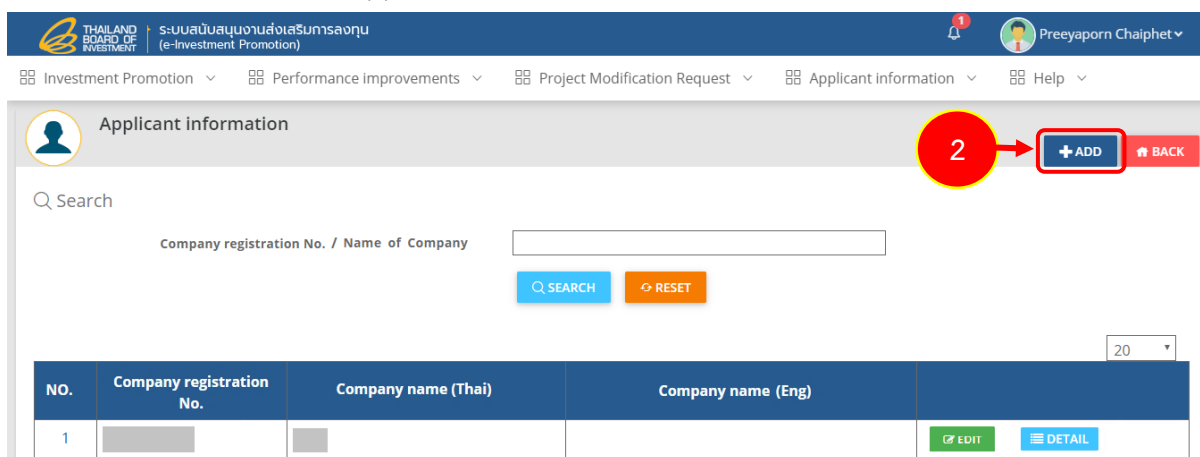 THAILAND
BOARD OF
INVESTMENT
ระบบสนับสนุนงานส่งเสริมการลงทุน
(e-Investment Promotion)
1
Preeyaporn Chaiphet
Investment Promotion
Performance improvements
Project Modification Request
Applicant information
Help
Applicant information
2
ADD
BACK
Search
Company registration No. / Name of Company
SEARCH
RESET
20
NO.
Company registration
No.
Company name (Thai)
Company name (Eng)
1
EDIT
DETAIL